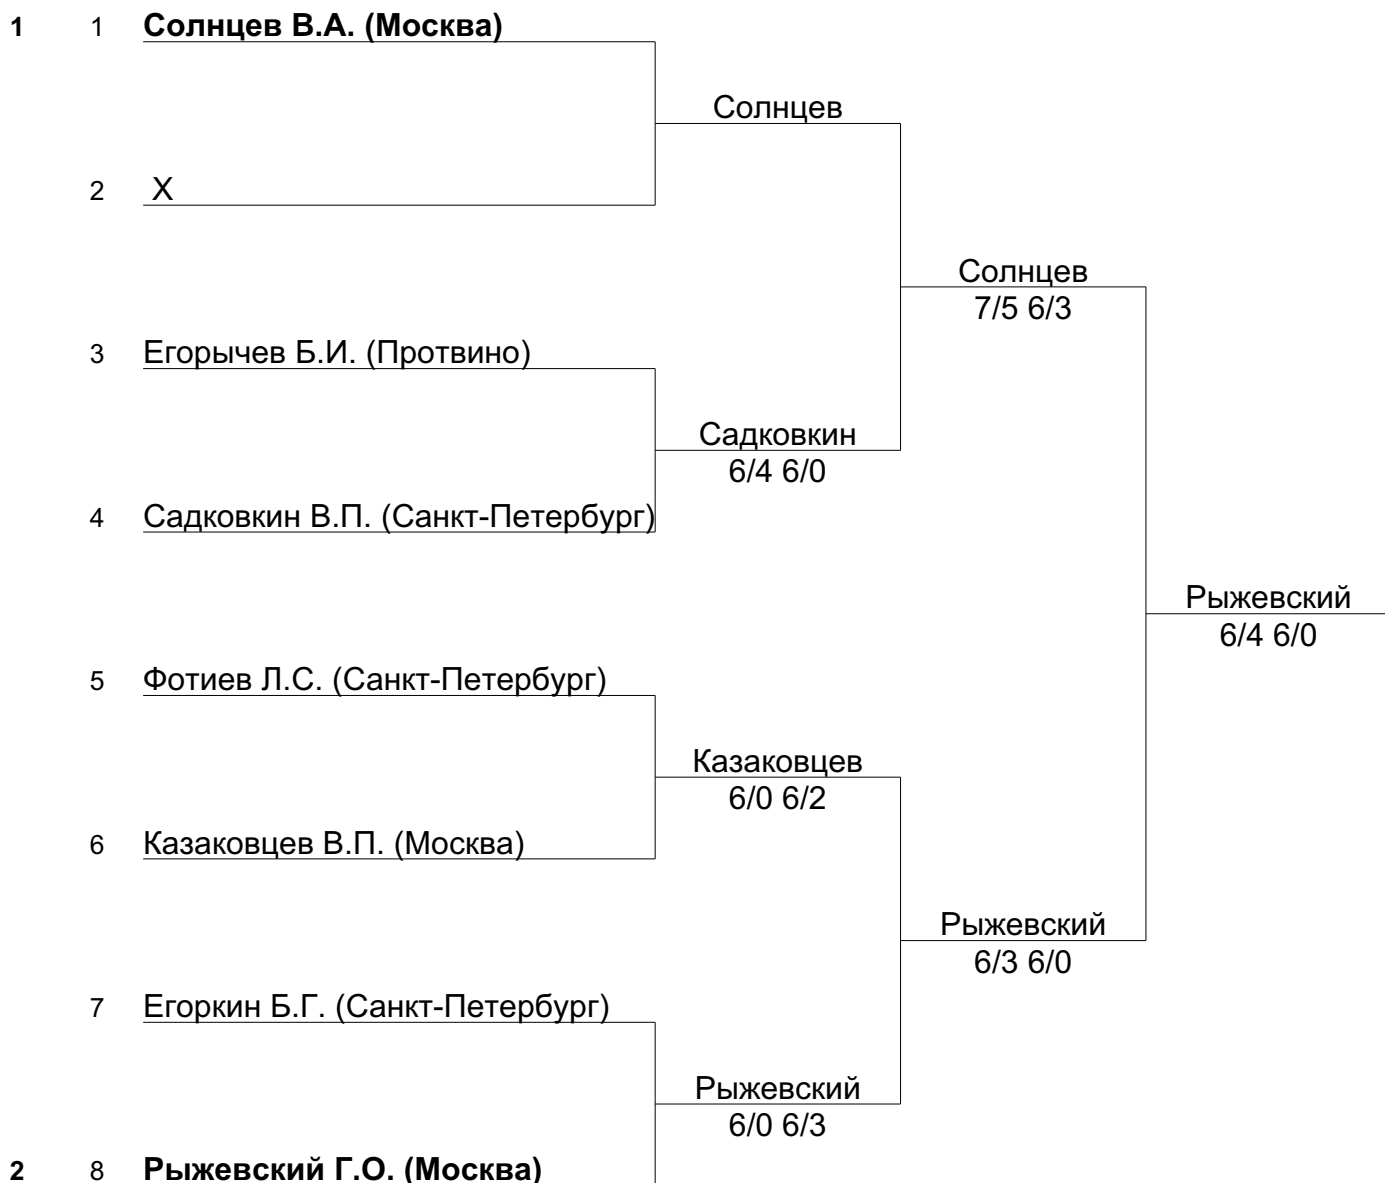 1 1 Солнцев В.А. (Москва)
Солнцев
2 X
Солнцев
7/5 6/3
3 Егорычев Б.И. (Протвино)
Садковкин
6/4 6/0
4 Садковкин В.П. (Санкт-Петербург)
Рыжевский
6/4 6/0
5 Фотиев Л.С. (Санкт-Петербург)
Казаковцев
6/0 6/2
6 Казаковцев В.П. (Москва)
Рыжевский
6/3 6/0
7 Егоркин Б.Г. (Санкт-Петербург)
Рыжевский
6/0 6/3
2 8 Рыжевский Г.О. (Москва)